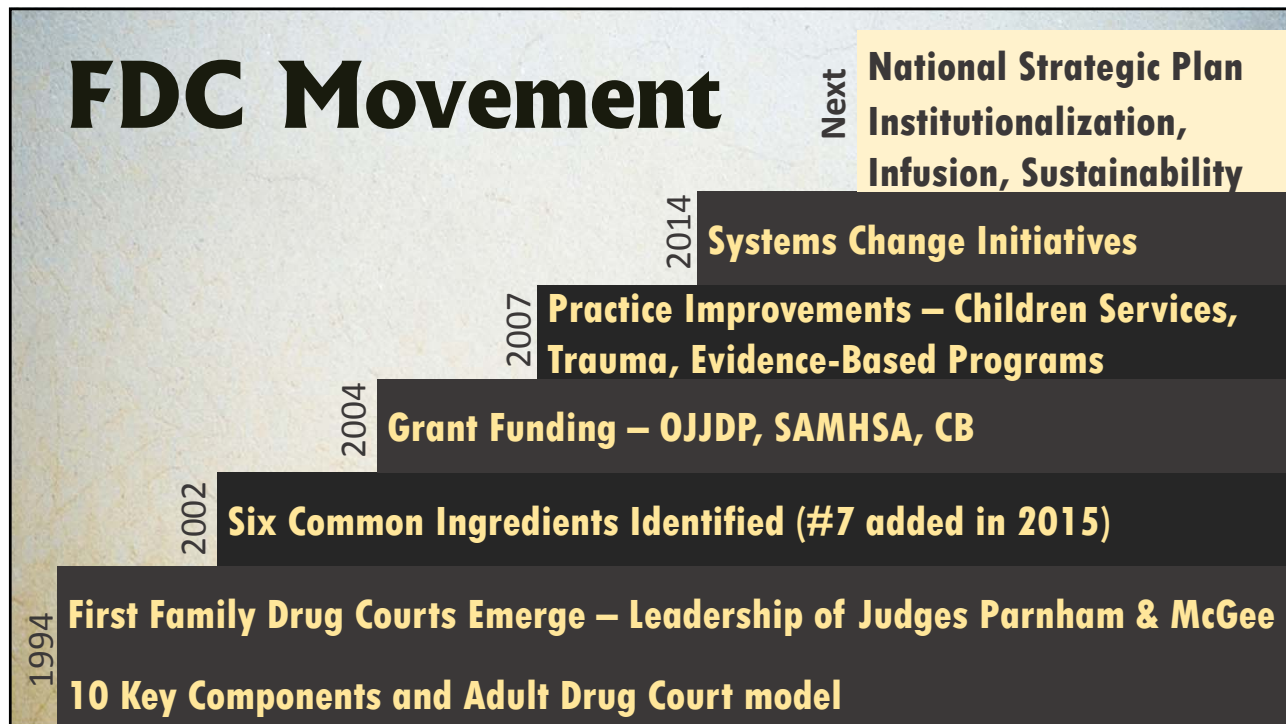 FDC Movement
Next
National Strategic Plan
Institutionalization,
Infusion, Sustainability
2014
Systems Change Initiatives
2007
Practice Improvements – Children Services,
Trauma, Evidence-Based Programs
2004
Grant Funding – OJJDP, SAMHSA, CB
2002
Six Common Ingredients Identified (#7 added in 2015)
1994
First Family Drug Courts Emerge – Leadership of Judges Parnham & McGee
10 Key Components and Adult Drug Court model